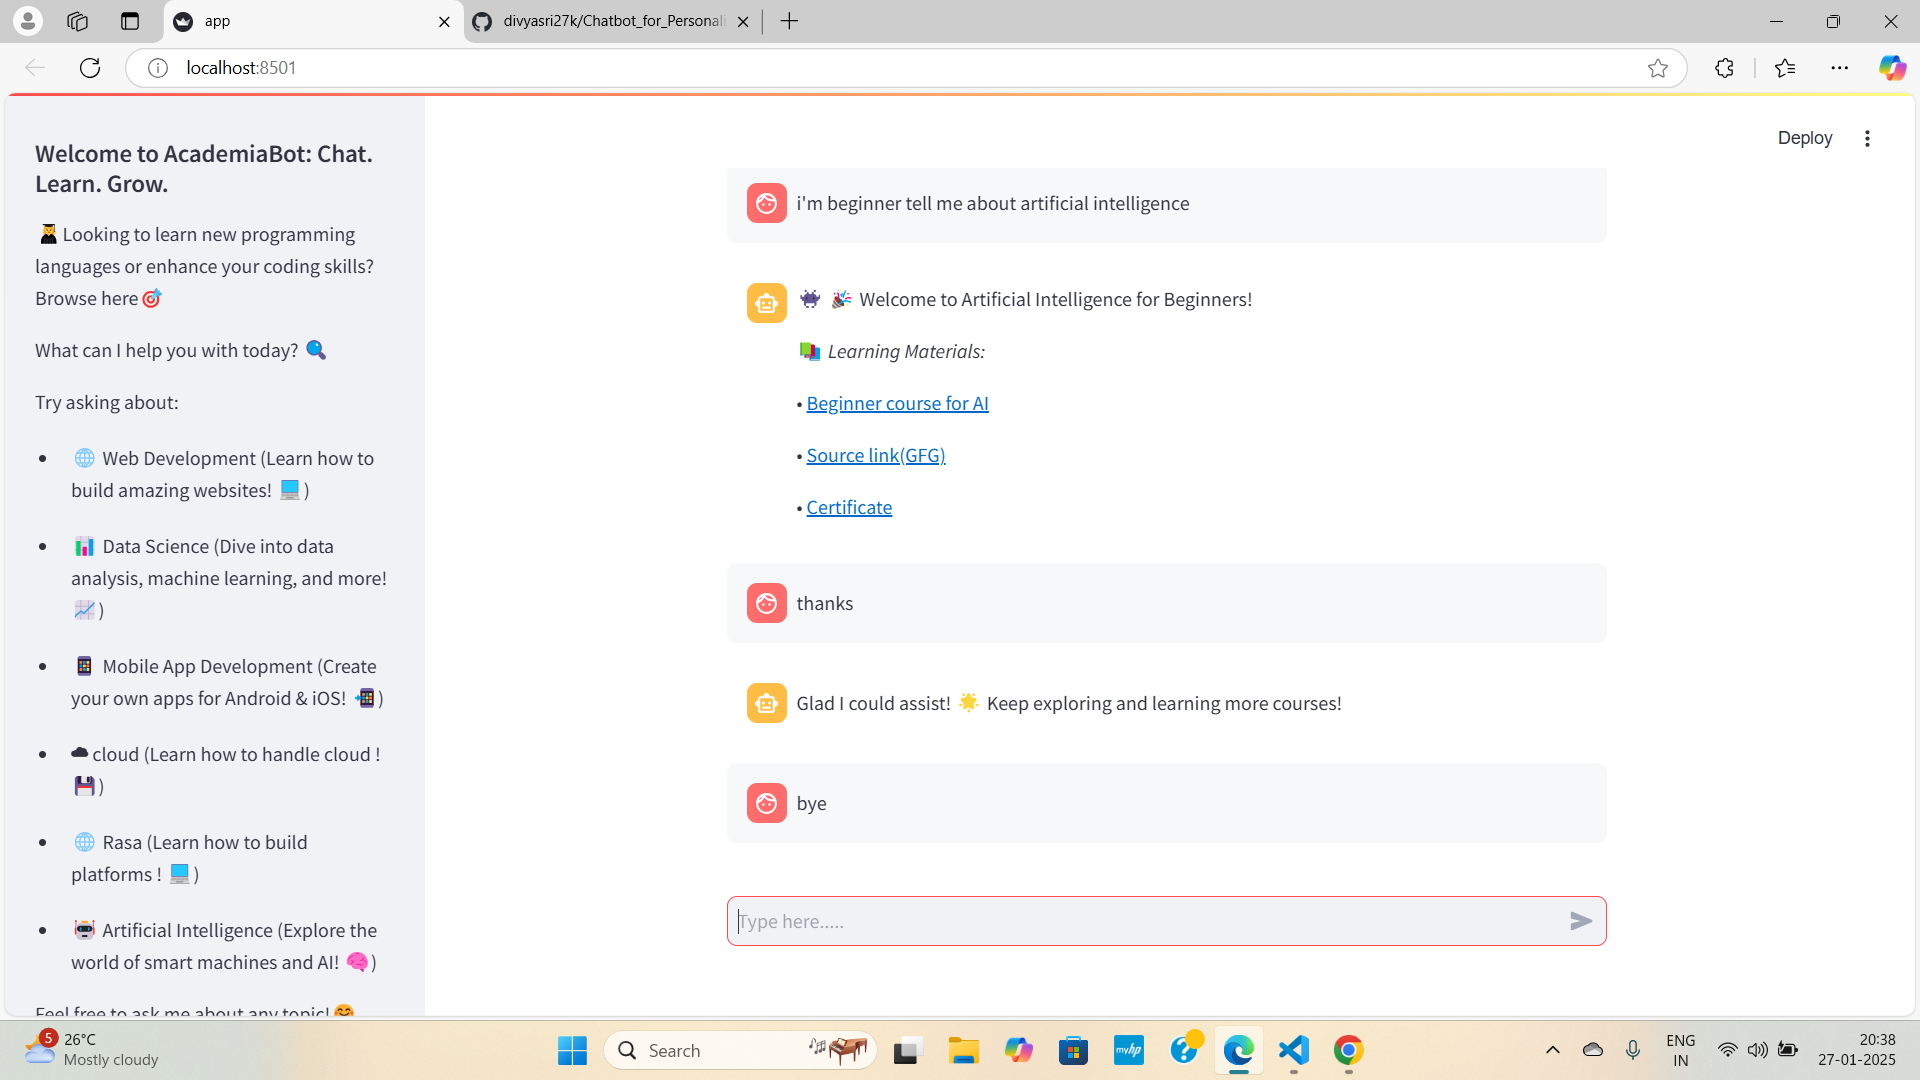 app
divyasri27k/Chatbot_for_Personali
localhost:8501
Deploy
Welcome to AcademiaBot: Chat.
Learn. Grow.
Looking to learn new programming
languages or enhance your coding skills?
Browse here
What can I help you with today?
Try asking about:
• Web Development (Learn how to
build amazing websites! )
• Data Science (Dive into data
analysis, machine learning, and more!
)
• Mobile App Development (Create
your own apps for Android & iOS! )
• cloud (Learn how to handle cloud !
)
• Rasa (Learn how to build
platforms ! )
• Artificial Intelligence (Explore the
world of smart machines and AI! )
Feel free to ask me about any topic!
i'm beginner tell me about artificial intelligence
Welcome to Artificial Intelligence for Beginners!
Learning Materials:
• Beginner course for AI
• Source link(GFG)
• Certificate
thanks
Glad I could assist! Keep exploring and learning more courses!
bye
Type here.....
5
26°C
Mostly cloudy
Search
myhp
ENG
IN
20:38
27-01-2025